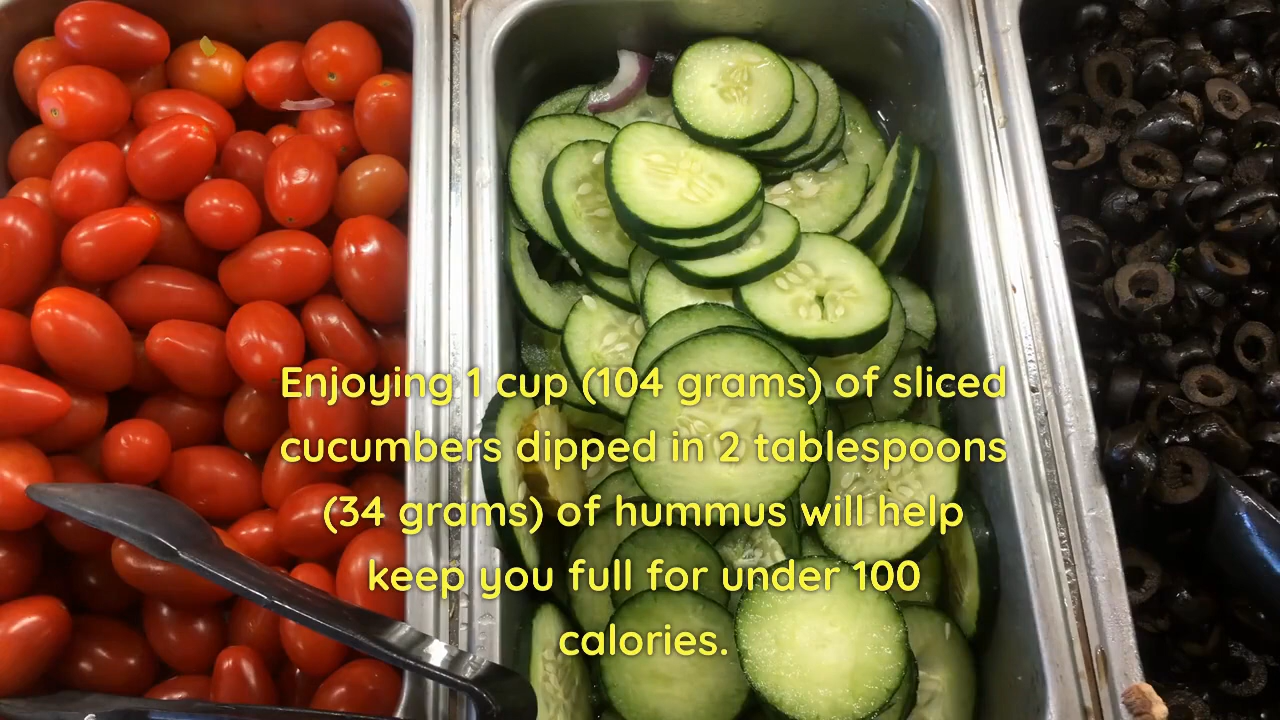 Enjoying 1 cup (104 grams) of sliced
cucumbers dipped in 2 tablespoons
(34 grams) of hummus will help
keep you full for under 100
calories.